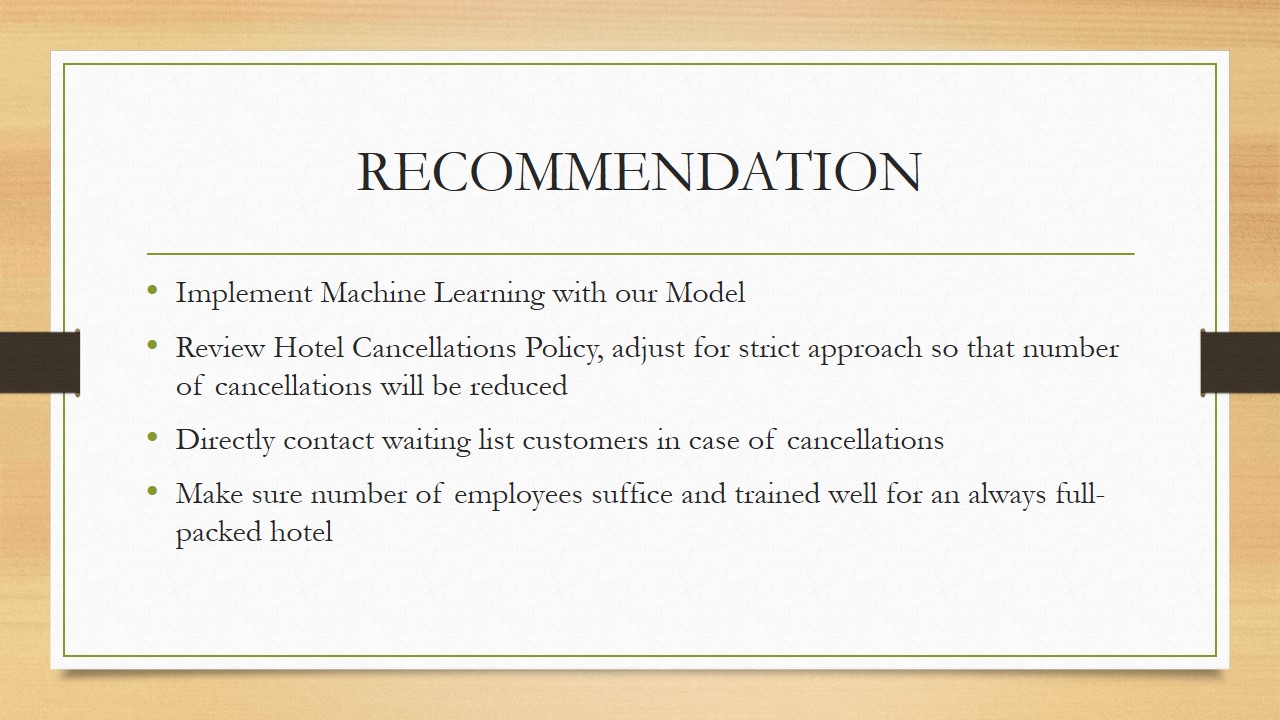 RECOMMENDATION
• Implement Machine Learning with our Model
• Review Hotel Cancellations Policy, adjust for strict approach so that number
of cancellations will be reduced
• Directly contact waiting list customers in case of cancellations
• Make sure number of employees suffice and trained well for an always full-
packed hotel